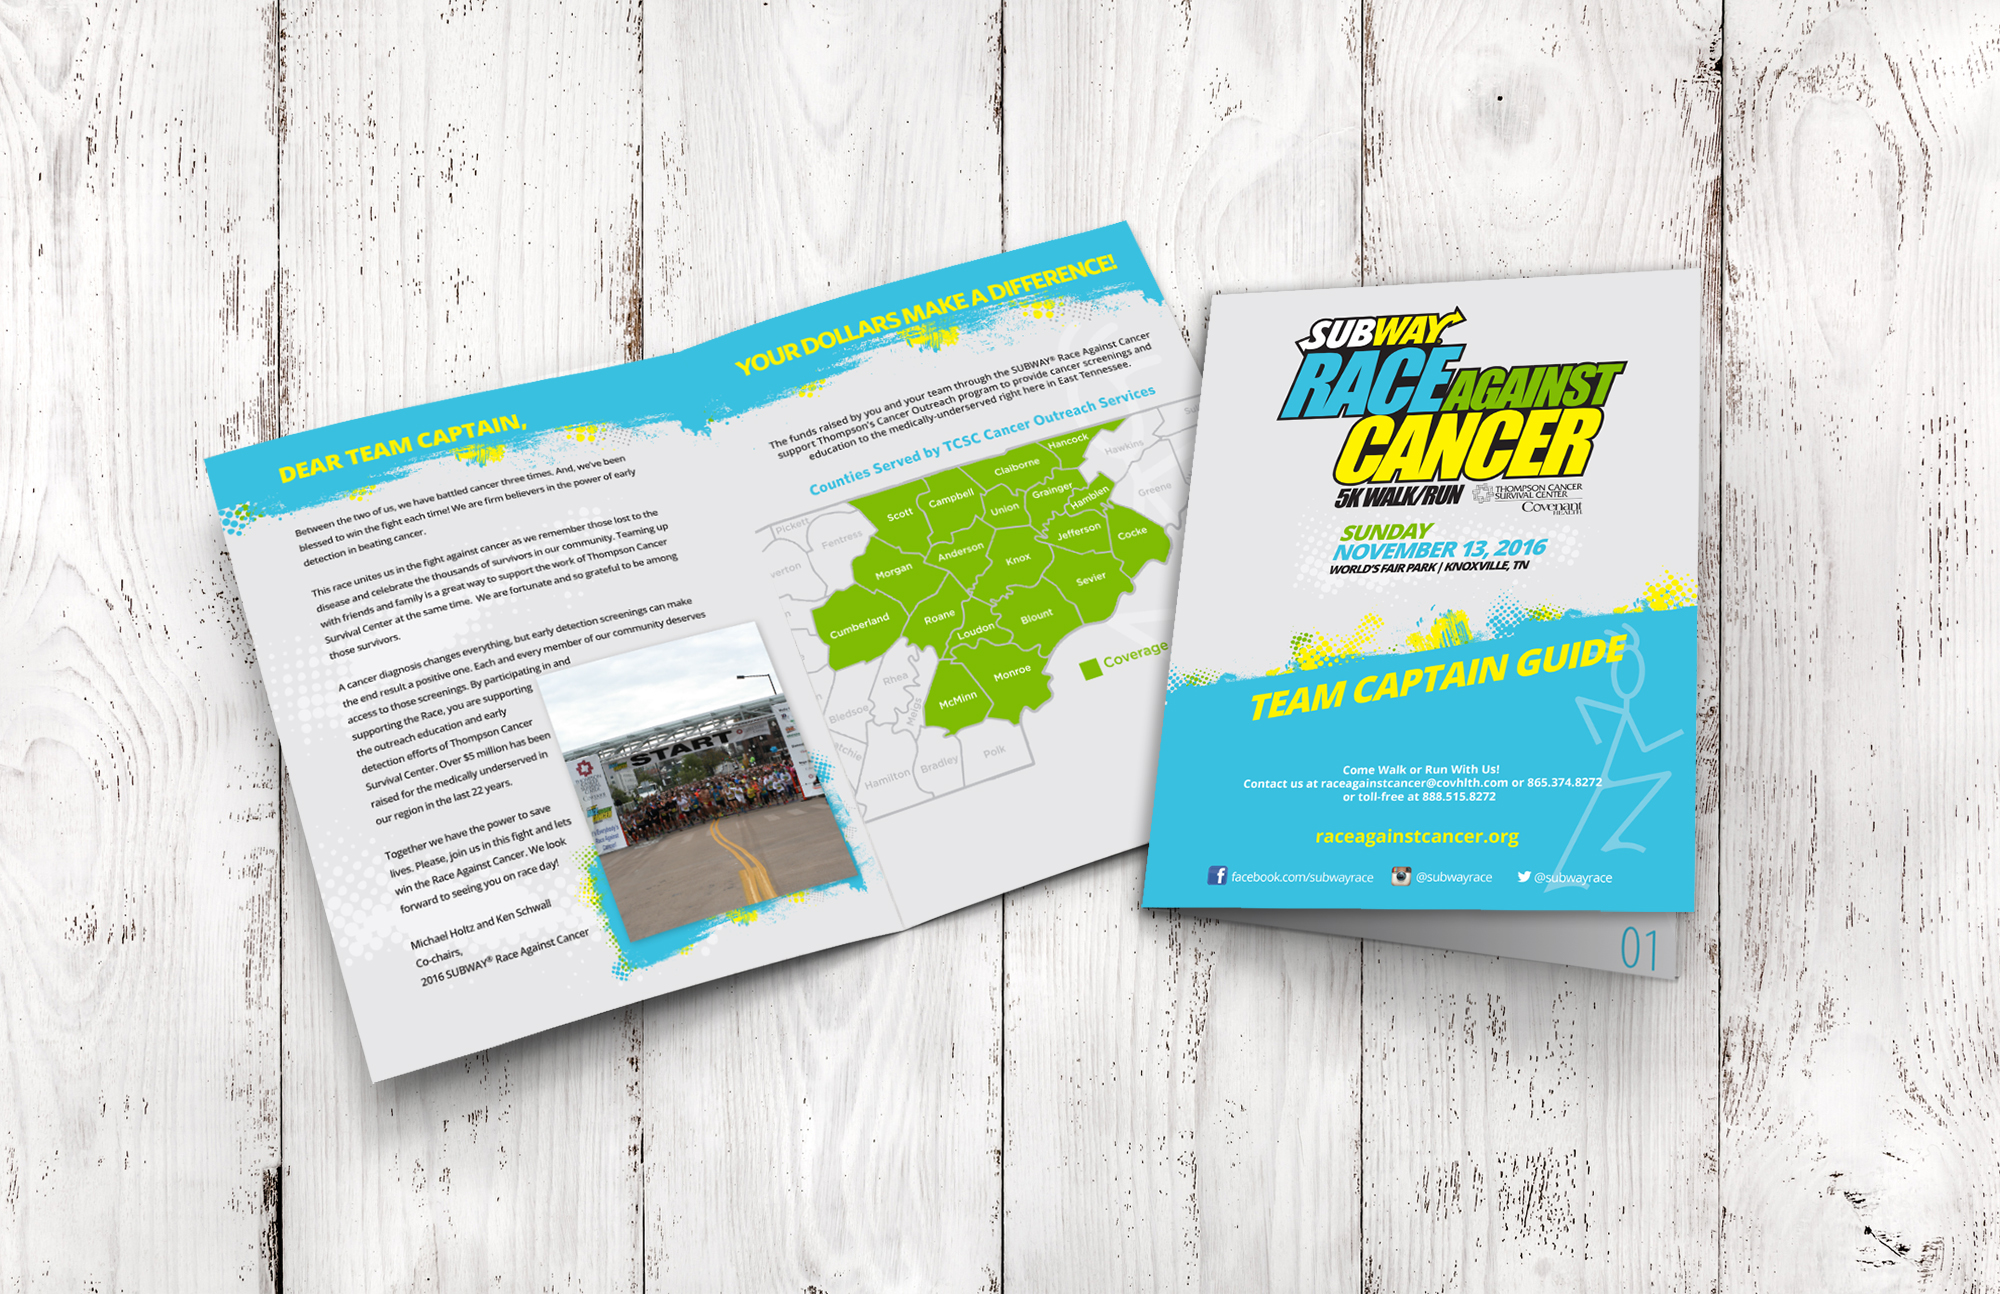 DEAR TEAM CAPTAIN,
Between the two of us, we have battled cancer three times. And, we've been
blessed to win the fight each time! We are firm believers in the power of early
detection in beating cancer.
This race unites us in the fight against cancer as we remember those lost to the
disease and celebrate the thousands of survivors in our community. Teaming up
with friends and family is a great way to support the work of Thompson Cancer
Survival Center at the same time. We are fortunate and so grateful to be among
those survivors.
A cancer diagnosis changes everything, but early detection screenings can make
the end result a positive one. Each and every member of our community deserves
access to those screenings. By participating in and
supporting the Race, you are supporting
the outreach education and early
detection efforts of Thompson Cancer
Survival Center. Over $5 million has been
raised for the medically underserved in
our region in the last 22 years.
Together we have the power to save
lives. Please, join us in this fight and lets
win the Race Against Cancer. We look
forward to seeing you on race day!
Michael Holtz and Ken Schwall
Co-chairs,
2016 SUBWAY® Race Against Cancer
START
YOUR DOLLARS MAKE A DIFFERENCE!
The funds raised by you and your team through the SUBWAY® Race Against Cancer
support Thompson's Cancer Outreach program to provide cancer screenings and
education to the medically-underserved right here in East Tennessee.
Counties Served by TCSC Cancer Outreach Services
Hancock
Hawkins
Claiborne
Pickett
Scott
Campbell
Union
Grainger
Hamblen
Greene
Fentress
Jefferson
Cocke
Anderson
Knox
verton
Morgan
Sevier
Cumberland
Roane
Loudon
Blount
Coverage
Rhea
Monroe
McMinn
Meigs
Bledsoe
Polk
Bradley
Hamilton
SUBWAY
RACE AGAINST
CANCER
5K WALK/RUN
THOMPSON CANCER
SURVIVAL CENTER
Covenant
HEALTH
SUNDAY
NOVEMBER 13, 2016
WORLD'S FAIR PARK | KNOXVILLE, TN
TEAM CAPTAIN GUIDE
Come Walk or Run With Us!
Contact us at raceagainstcancer@covhlth.com or 865.374.8272
or toll-free at 888.515.8272
raceagainstcancer.org
facebook.com/subwayrace @subwayrace @subwayrace
01